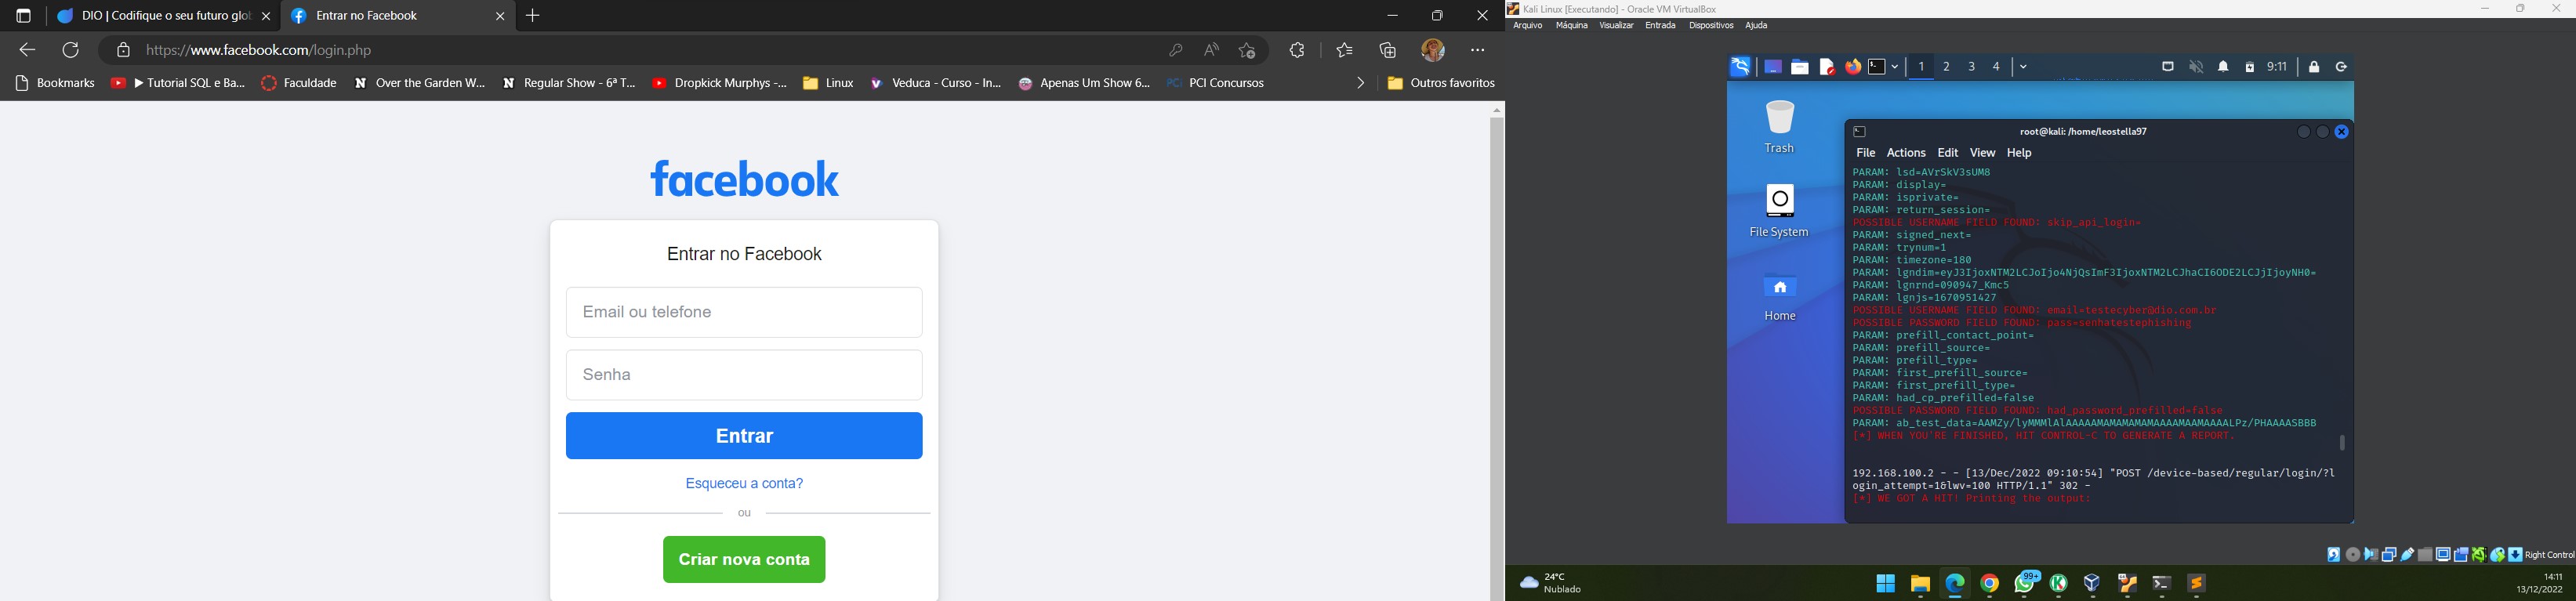 DIO | Codifique o seu futuro glo
Entrar no Facebook
https://www.facebook.com/login.php
Bookmarks
▶ Tutorial SQL e Ba...
Faculdade
Over the Garden W...
Regular Show - 6ª T...
Dropkick Murphys -...
Linux
Veduca - Curso - In...
Apenas Um Show 6...
PCI Concursos
Outros favoritos
facebook
Entrar no Facebook
Email ou telefone
Senha
Entrar
Esqueceu a conta?
ou
Criar nova conta
Kali Linux [Executando] - Oracle VM VirtualBox
Arquivo Máquina Visualizar Entrada Dispositivos Ajuda
1 2 3 4
9:11
Trash
File System
Home
root@kali: /home/leostella97
File Actions Edit View Help
PARAM: lsd=AVrSkV3sUM8
PARAM: display=
PARAM: isprivate=
PARAM: return_session=
POSSIBLE USERNAME FIELD FOUND: skip_api_login=
PARAM: signed_next=
PARAM: trynum=1
PARAM: timezone=180
PARAM: lgndim=eyJ3IjoxNTM2LCJoIjo4NjQsImF3IjoxNTM2LCJhaCI6ODE2LCJjIjoyNH0=
PARAM: lgnrnd=090947_Kmc5
PARAM: lgnjs=1670951427
POSSIBLE USERNAME FIELD FOUND: email=testecyber@dio.com.br
POSSIBLE PASSWORD FIELD FOUND: pass=senhatestephishing
PARAM: prefill_contact_point=
PARAM: prefill_source=
PARAM: prefill_type=
PARAM: first_prefill_source=
PARAM: first_prefill_type=
PARAM: had_cp_prefilled=false
POSSIBLE PASSWORD FIELD FOUND: had_password_prefilled=false
PARAM: ab_test_data=AAMZy/lyMMMlAlAAAAAMAMAMAMAMAAAAMAAMAAAALPz/PHAAAASBBB
[*] WHEN YOU'RE FINISHED, HIT CONTROL-C TO GENERATE A REPORT.
192.168.100.2 - - [13/Dec/2022 09:10:54] "POST /device-based/regular/login/?l
ogin_attempt=1&lwv=100 HTTP/1.1" 302 -
[*] WE GOT A HIT! Printing the output:
Right Control
24°C
Nublado
99+
14:11
13/12/2022